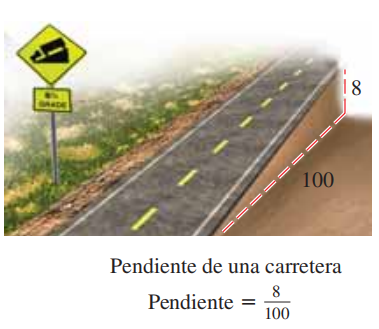 8%
GRADE
8
100
Pendiente de una carretera
Pendiente = 8/100